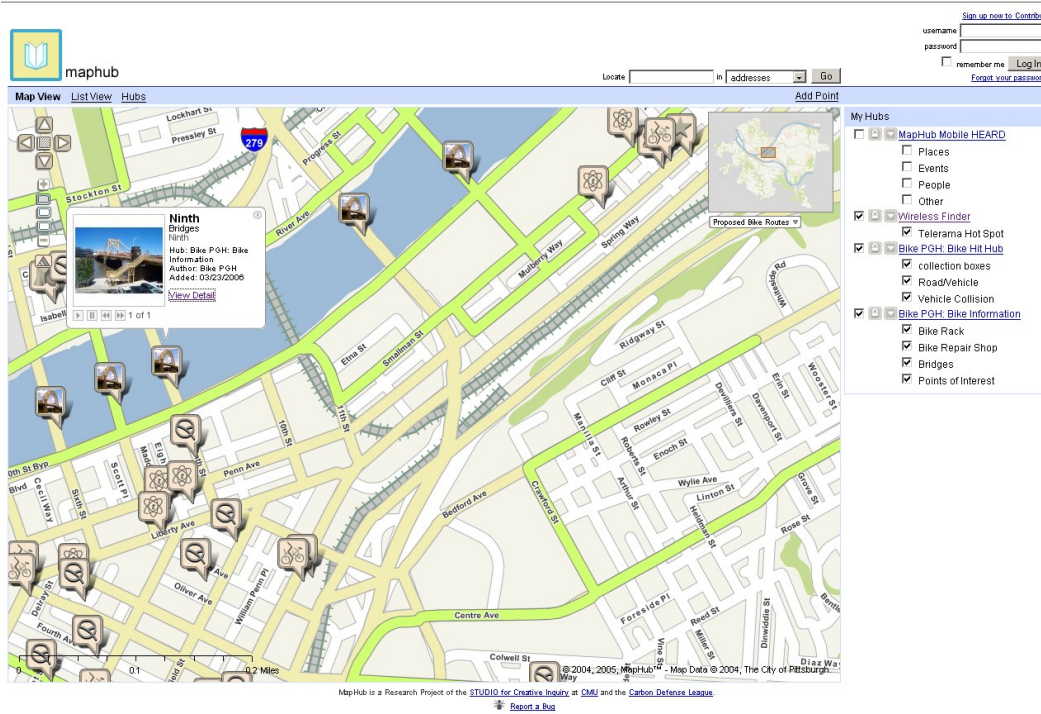 Sign up now to Contrib
username
password
maphub
Locate in addresses Go
remember me Log In
Forgot your passwor
Map View List View Hubs Add Point
My Hubs
MapHub Mobile HEARD
Places
Events
People
Other
Wireless Finder
Telerama Hot Spot
Bike PGH: Bike Hit Hub
collection boxes
Road/Vehicle
Vehicle Collision
Bike PGH: Bike Information
Bike Rack
Bike Repair Shop
Bridges
Points of Interest
Proposed Bike Routes
Lockhart St
Pressley St
279
Progress St
Stockton St
River Ave
Ninth
Bridges
Ninth
Hub: Bike PGH: Bike
Information
Author: Bike PGH
Added: 03/23/2006
View Detail
1 of 1
Isabell
Mulberry Way
Spring Way
Whitesape Rd
Etna St
Smallman St
Ridgway St
Cliff St
Monaca Pl
Rowley St
Enoch St
Manilla St
Roberts St
Arthur St
Devilliers St
Davenport St
Erin St
Wooster St
11th St
10th St
Penn Ave
0th St Byp
Blvd
Cecil Way
Sixth St
Scott Pl
Liberty Ave
Bedford Ave
Crawford St
Wylie Ave
Linton St
Heldman St
Grove St
Rose St
Ave
Oliver Ave
William Penn Pl
Fourth A
Centre Ave
Foreside Pl
Reed St
Miller St
Vine St
Dinwiddie St
Bentle
Colwell St
Way
Diaz Way
0 0.1 0.2 Miles
© 2004, 2005, MapHub™ - Map Data © 2004, The City of Pittsburgh.
MapHub is a Research Project of the STUDIO for Creative Inquiry at CMU and the Carbon Defense League.
Report a Bug